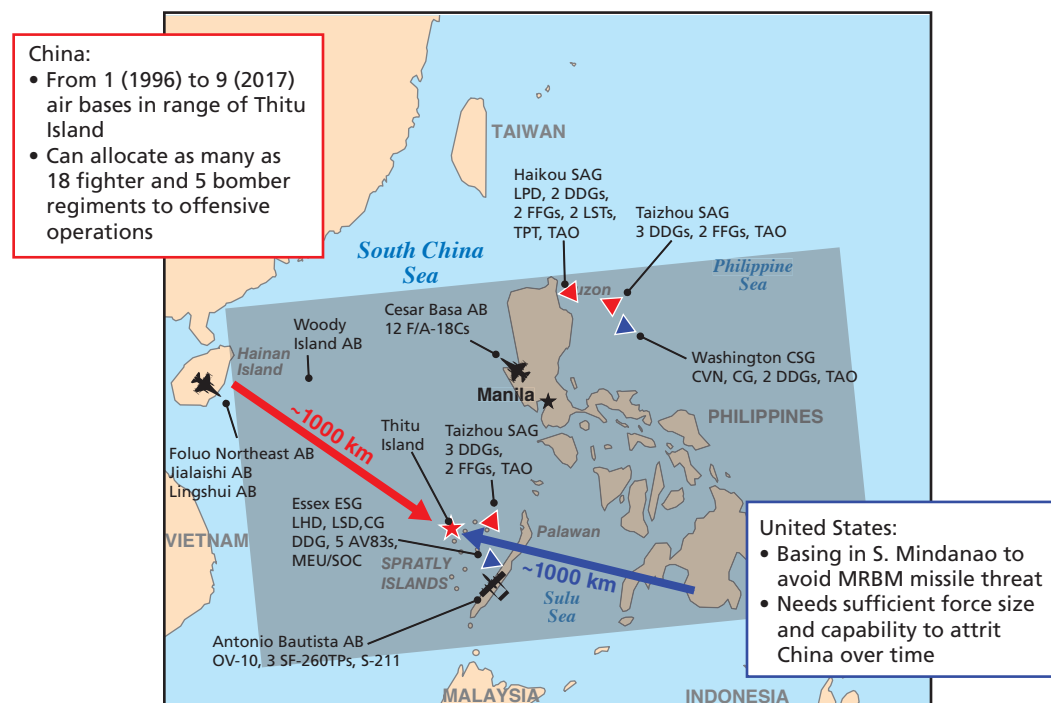 China:
• From 1 (1996) to 9 (2017)
air bases in range of Thitu
Island
• Can allocate as many as
18 fighter and 5 bomber
regiments to offensive
operations
TAIWAN
Haikou SAG
LPD, 2 DDGs,
2 FFGs, 2 LSTs,
TPT, TAO
Taizhou SAG
3 DDGs, 2 FFGs, TAO
South China
Sea
Philippine
Sea
uzon
Cesar Basa AB
12 F/A-18Cs
Woody
Island AB
Hainan
Island
Washington CSG
CVN, CG, 2 DDGs, TAO
Manila
PHILIPPINES
~1000 km
Thitu
Island
Taizhou SAG
3 DDGs,
2 FFGs, TAO
Foluo Northeast AB
Jialaishi AB
Lingshui AB
Essex ESG
LHD, LSD,CG
DDG, 5 AV83s,
MEU/SOC
VIETNAM
Palawan
SPRATLY
ISLANDS
~1000 km
Sulu
Sea
United States:
• Basing in S. Mindanao to
avoid MRBM missile threat
• Needs sufficient force size
and capability to attrit
China over time
Antonio Bautista AB
OV-10, 3 SF-260TPs, S-211
MALAYSIA
INDONESIA